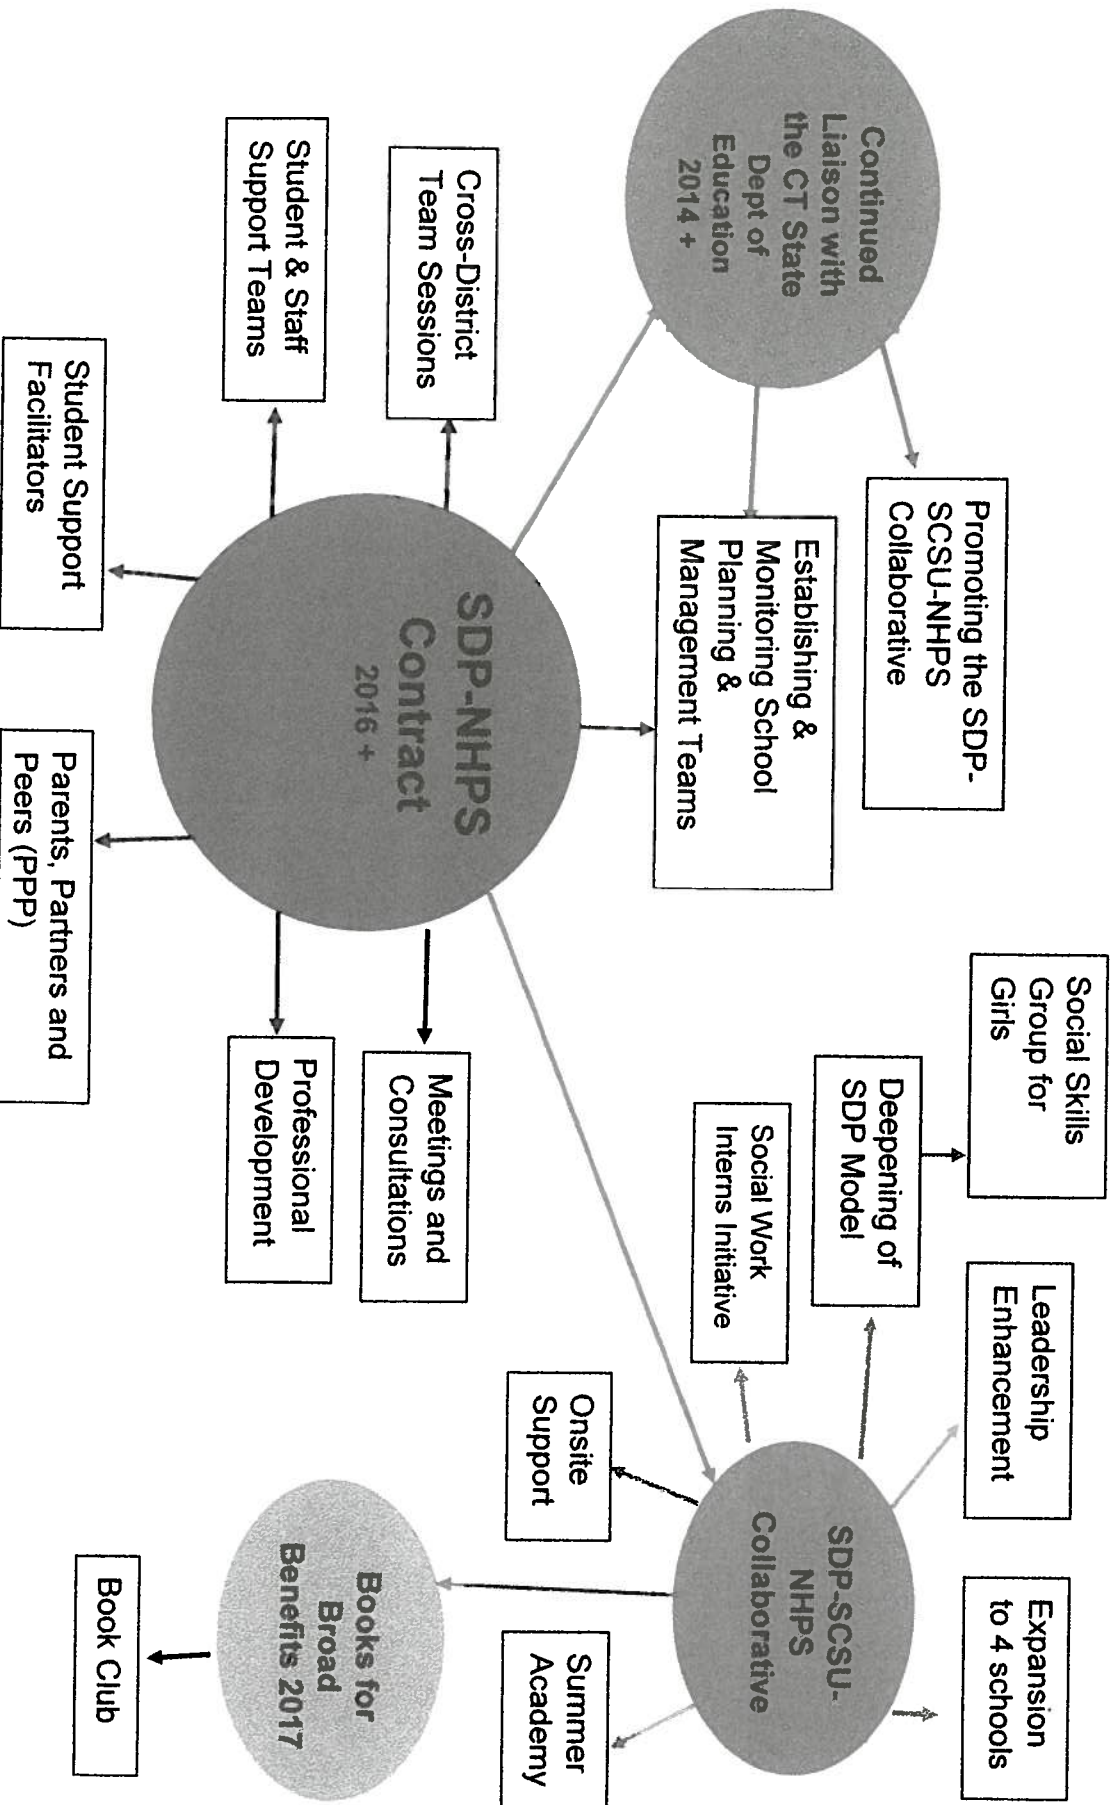 Continued
Liaison with
the CT State
Dept of
Education
2014 +
Promoting the SDP-
SCSU-NHPS
Collaborative
Establishing &
Monitoring School
Planning &
Management Teams
Cross-District
Team Sessions
Student & Staff
Support Teams
Student Support
Facilitators
SDP-NHPS
Contract
2016 +
Parents, Partners and
Peers (PPP)
Professional
Development
Meetings and
Consultations
Social Skills
Group for
Girls
Deepening of
SDP Model
Social Work
Interns Initiative
Leadership
Enhancement
Expansion
to 4 schools
SDP-SCSU-
NHPS
Collaborative
Onsite
Support
Summer
Academy
Books for
Broad
Benefits 2017
Book Club